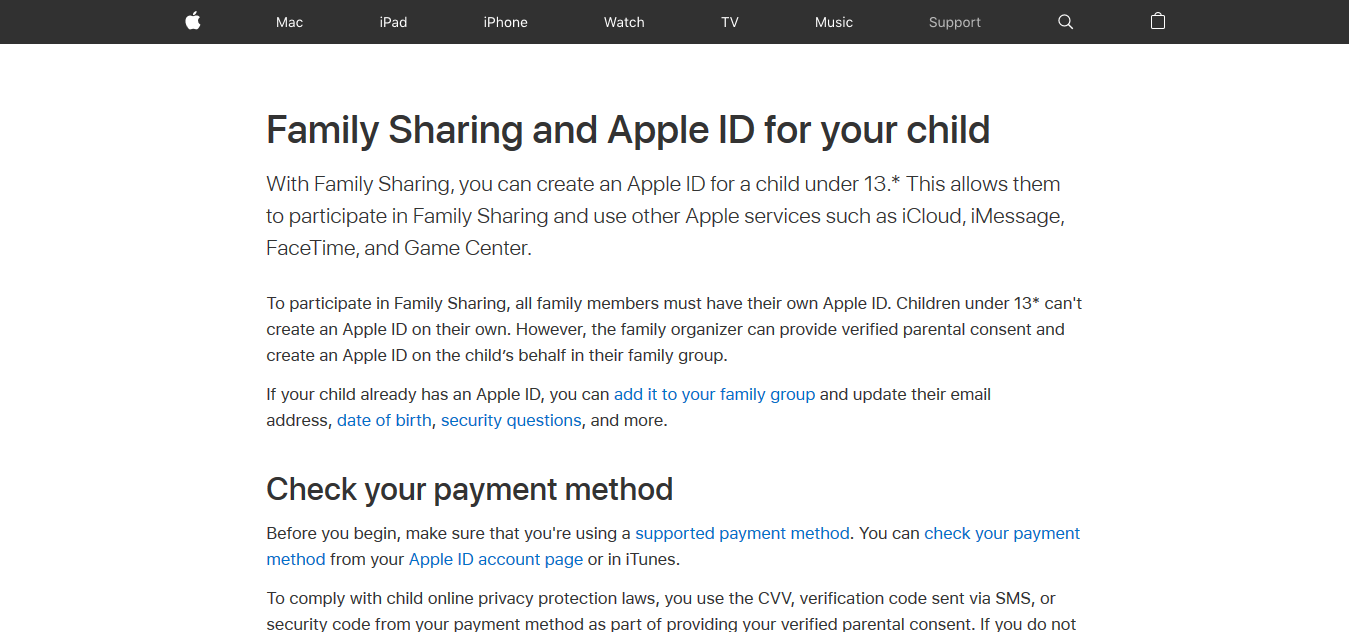 Mac iPad iPhone Watch TV Music Support
Family Sharing and Apple ID for your child
With Family Sharing, you can create an Apple ID for a child under 13.* This allows them
to participate in Family Sharing and use other Apple services such as iCloud, iMessage,
FaceTime, and Game Center.
To participate in Family Sharing, all family members must have their own Apple ID. Children under 13* can't
create an Apple ID on their own. However, the family organizer can provide verified parental consent and
create an Apple ID on the child’s behalf in their family group.
If your child already has an Apple ID, you can add it to your family group and update their email
address, date of birth, security questions, and more.
Check your payment method
Before you begin, make sure that you're using a supported payment method. You can check your payment
method from your Apple ID account page or in iTunes.
To comply with child online privacy protection laws, you use the CVV, verification code sent via SMS, or
security code from your payment method as part of providing your verified parental consent. If you do not